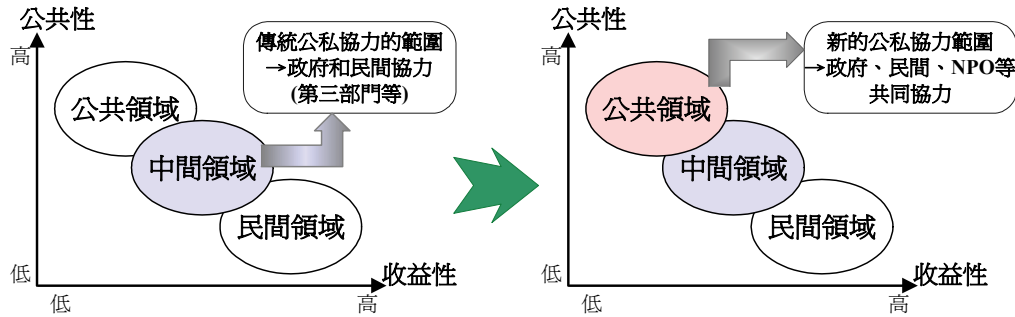 公共性
高
傳統公私協力的範圍
→政府和民間協力
(第三部門等)
公共領域
中間領域
民間領域
低
收益性
低
高
公共性
高
新的公私協力範圍
→政府、民間、NPO等
共同協力
公共領域
中間領域
民間領域
低
收益性
低
高